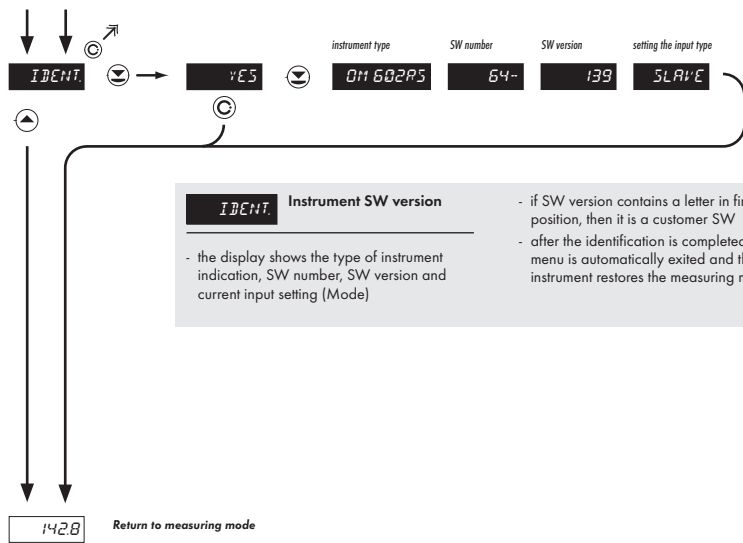 instrument type SW number SW version setting the input type
IDENT. YES OM 602RS 64- 139 SLAVE
IDENT. Instrument SW version
- the display shows the type of instrument
indication, SW number, SW version and
current input setting (Mode)
- if SW version contains a letter in
position, then it is a customer SW
- after the identification is completed
menu is automatically exited and
instrument restores the measuring
142.8 Return to measuring mode